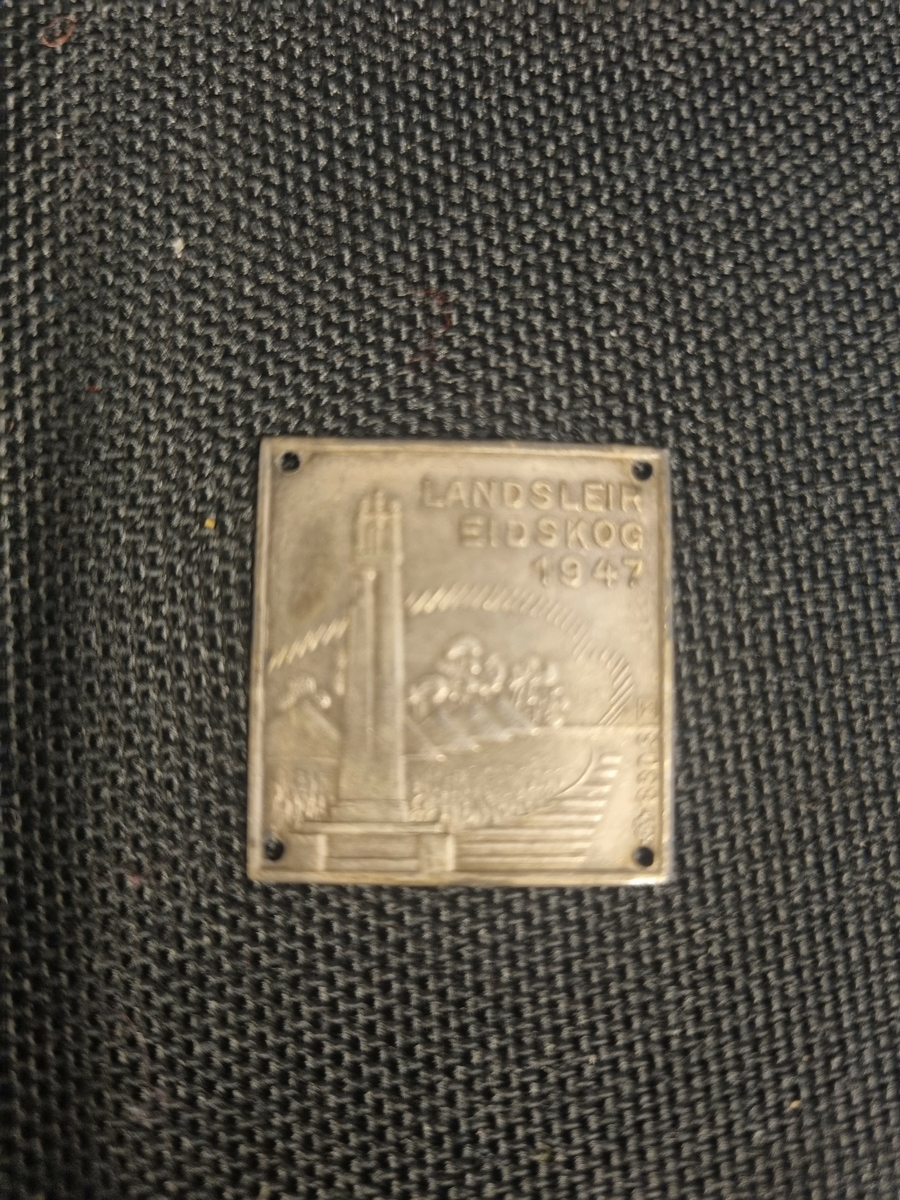 LANDSLEIR
EIDSKOG
1947